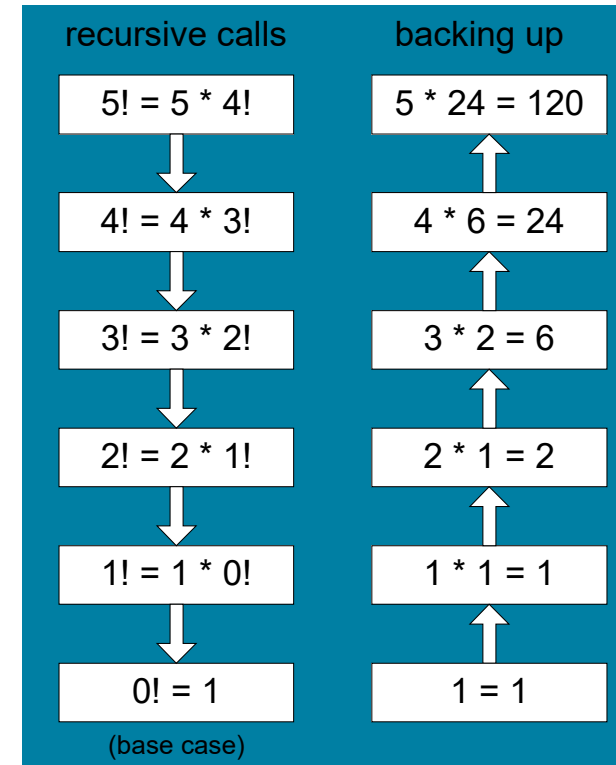 recursive calls
5! = 5 * 4!
4! = 4 * 3!
3! = 3 * 2!
2! = 2 * 1!
1! = 1 * 0!
0! = 1
(base case)
backing up
5 * 24 = 120
4 * 6 = 24
3 * 2 = 6
2 * 1 = 2
1 * 1 = 1
1 = 1